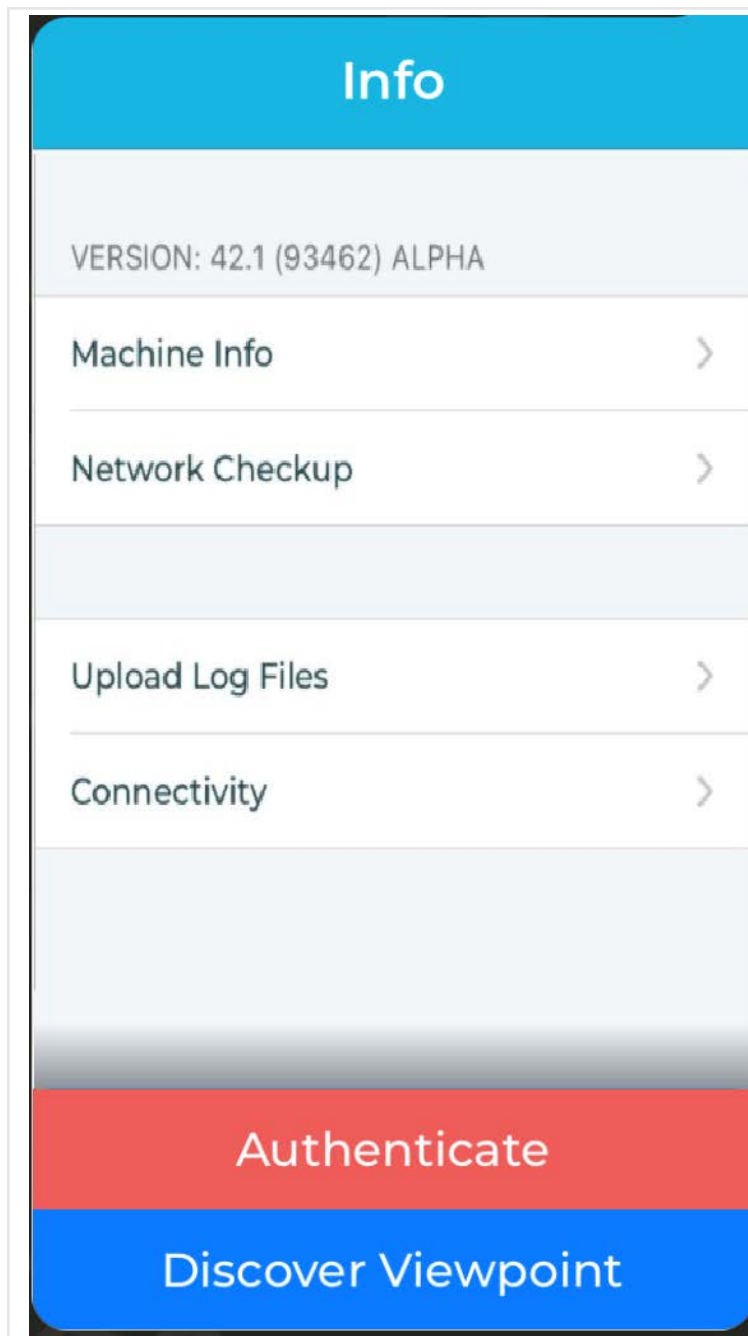 Info
VERSION: 42.1 (93462) ALPHA
Machine Info
Network Checkup
Upload Log Files
Connectivity
Authenticate
Discover Viewpoint